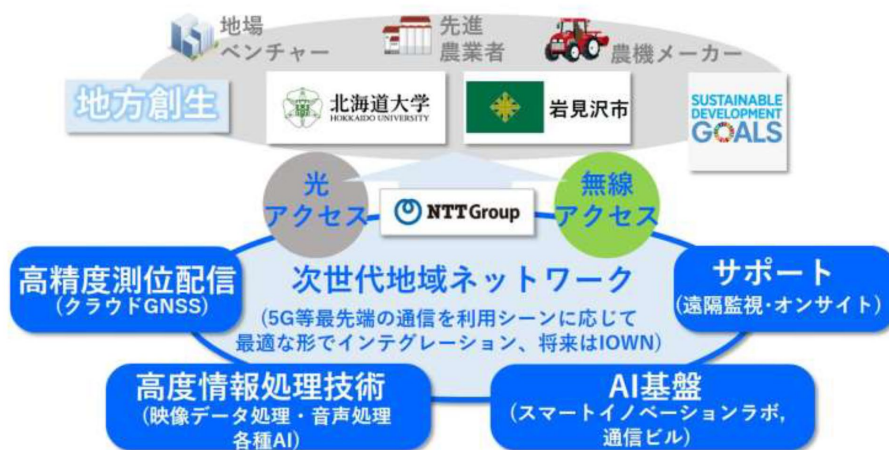 地場
ベンチャー
先進
農業者
農機メーカー
地方創生
北海道大学
HOKKAIDO UNIVERSITY
岩見沢市
SUSTAINABLE
DEVELOPMENT
GOALS
光
アクセス
NTT Group
無線
アクセス
高精度測位配信
(クラウドGNSS)
次世代地域ネットワーク
(5G等最先端の通信を利用シーンに応じて
最適な形でインテグレーション、将来はIOWN)
サポート
(遠隔監視・オンサイト)
高度情報処理技術
(映像データ処理・音声処理
各種AI)
AI基盤
(スマートイノベーションラボ,
通信ビル)